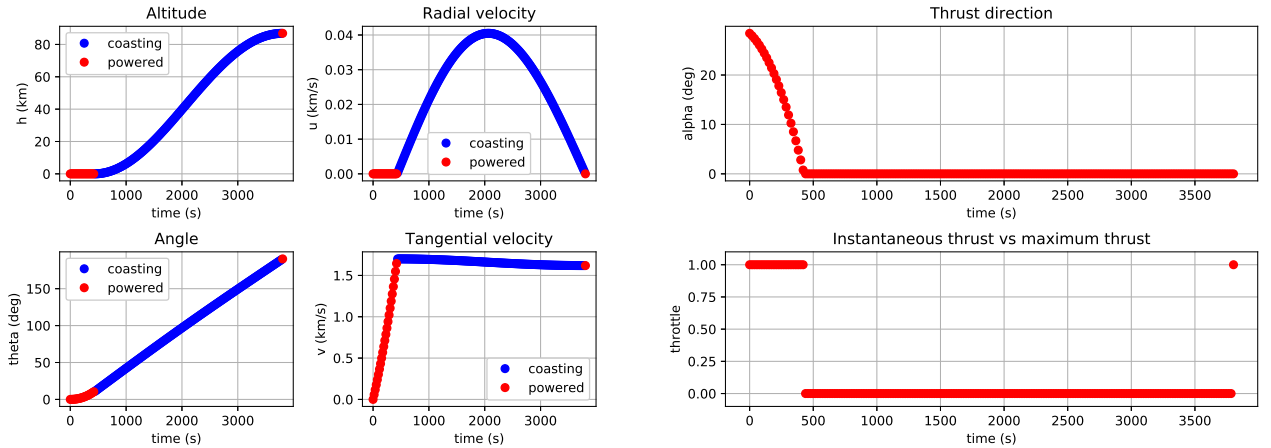 Altitude
80
60
40
20
0
h (km)
coasting
powered
0 1000 2000 3000
time (s)
Radial velocity
0.04
0.03
0.02
0.01
0.00
u (km/s)
coasting
powered
0 1000 2000 3000
time (s)
Thrust direction
20
10
0
alpha (deg)
0 500 1000 1500 2000 2500 3000 3500
time (s)
Angle
150
100
50
0
theta (deg)
coasting
powered
0 1000 2000 3000
time (s)
Tangential velocity
1.5
1.0
0.5
0.0
v (km/s)
coasting
powered
0 1000 2000 3000
time (s)
Instantaneous thrust vs maximum thrust
1.00
0.75
0.50
0.25
0.00
throttle
0 500 1000 1500 2000 2500 3000 3500
time (s)